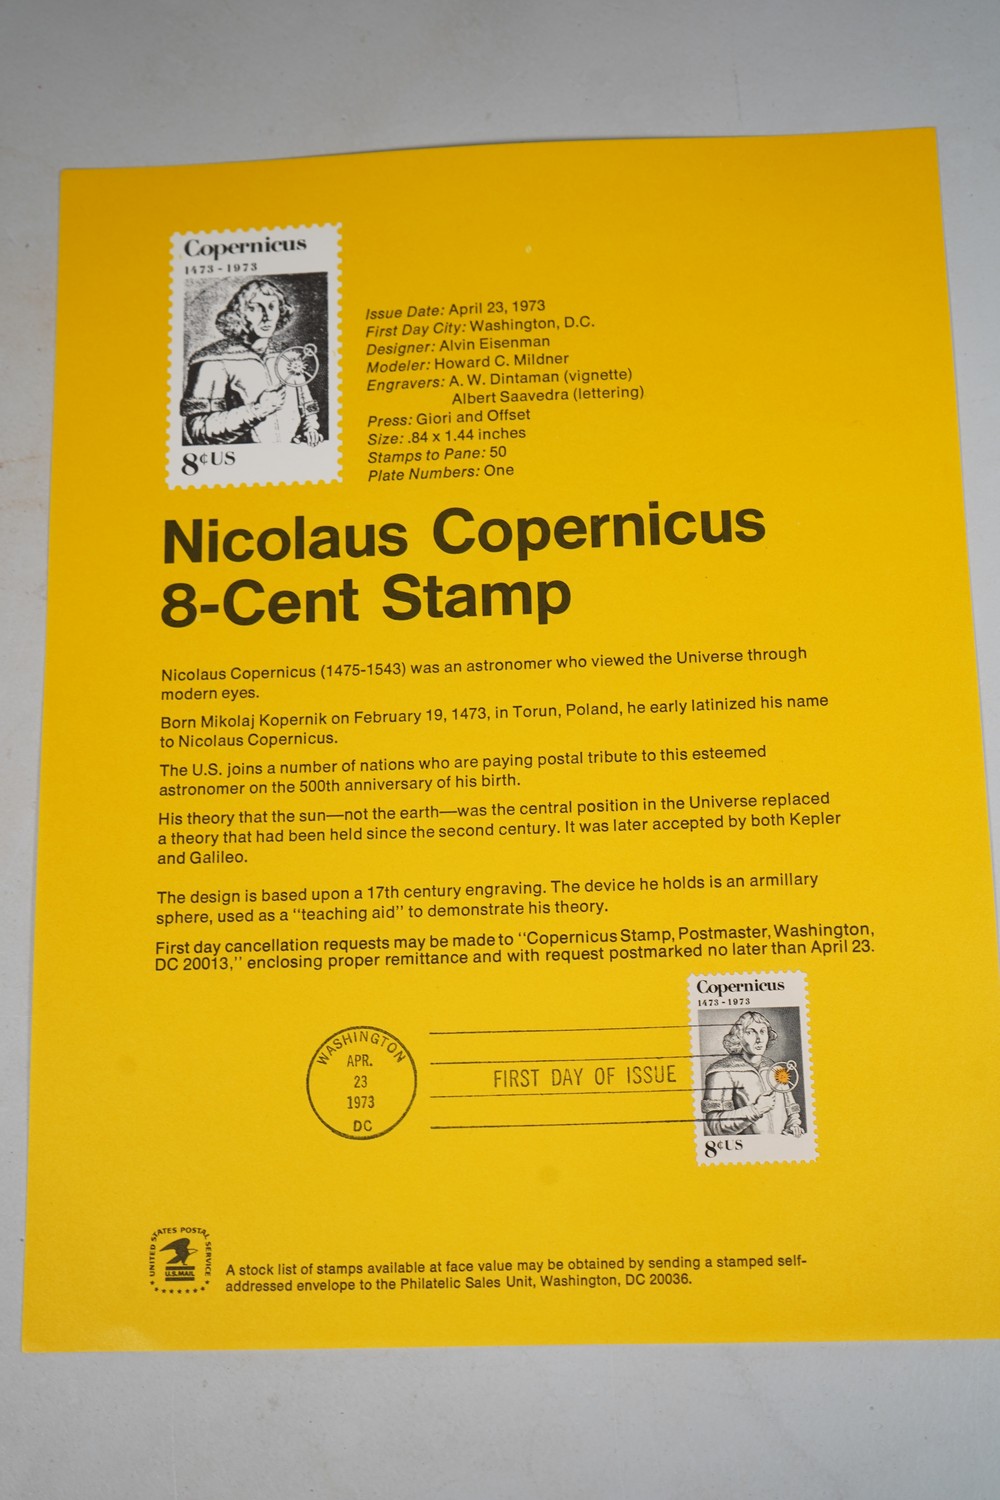 Copernicus
1473-1973
8¢US
Issue Date: April 23, 1973
First Day City: Washington, D.C.
Designer: Alvin Eisenman
Modeler: Howard C. Mildner
Engravers: A. W. Dintaman (vignette)
Albert Saavedra (lettering)
Press: Giori and Offset
Size: .84 x 1.44 inches
Stamps to Pane: 50
Plate Numbers: One
Nicolaus Copernicus
8-Cent Stamp
Nicolaus Copernicus (1475-1543) was an astronomer who viewed the Universe through
modern eyes.
Born Mikolaj Kopernik on February 19, 1473, in Torun, Poland, he early latinized his name
to Nicolaus Copernicus.
The U.S. joins a number of nations who are paying postal tribute to this esteemed
astronomer on the 500th anniversary of his birth.
His theory that the sun—not the earth—was the central position in the Universe replaced
a theory that had been held since the second century. It was later accepted by both Kepler
and Galileo.
The design is based upon a 17th century engraving. The device he holds is an armillary
sphere, used as a "teaching aid" to demonstrate his theory.
First day cancellation requests may be made to "Copernicus Stamp, Postmaster, Washington,
DC 20013," enclosing proper remittance and with request postmarked no later than April 23.
Copernicus
1473-1973
8¢US
WASHINGTON
APR.
23
1973
DC
FIRST DAY OF ISSUE
UNITED STATES POSTAL SERVICE
U.S. MAIL
A stock list of stamps available at face value may be obtained by sending a stamped self-
addressed envelope to the Philatelic Sales Unit, Washington, DC 20036.